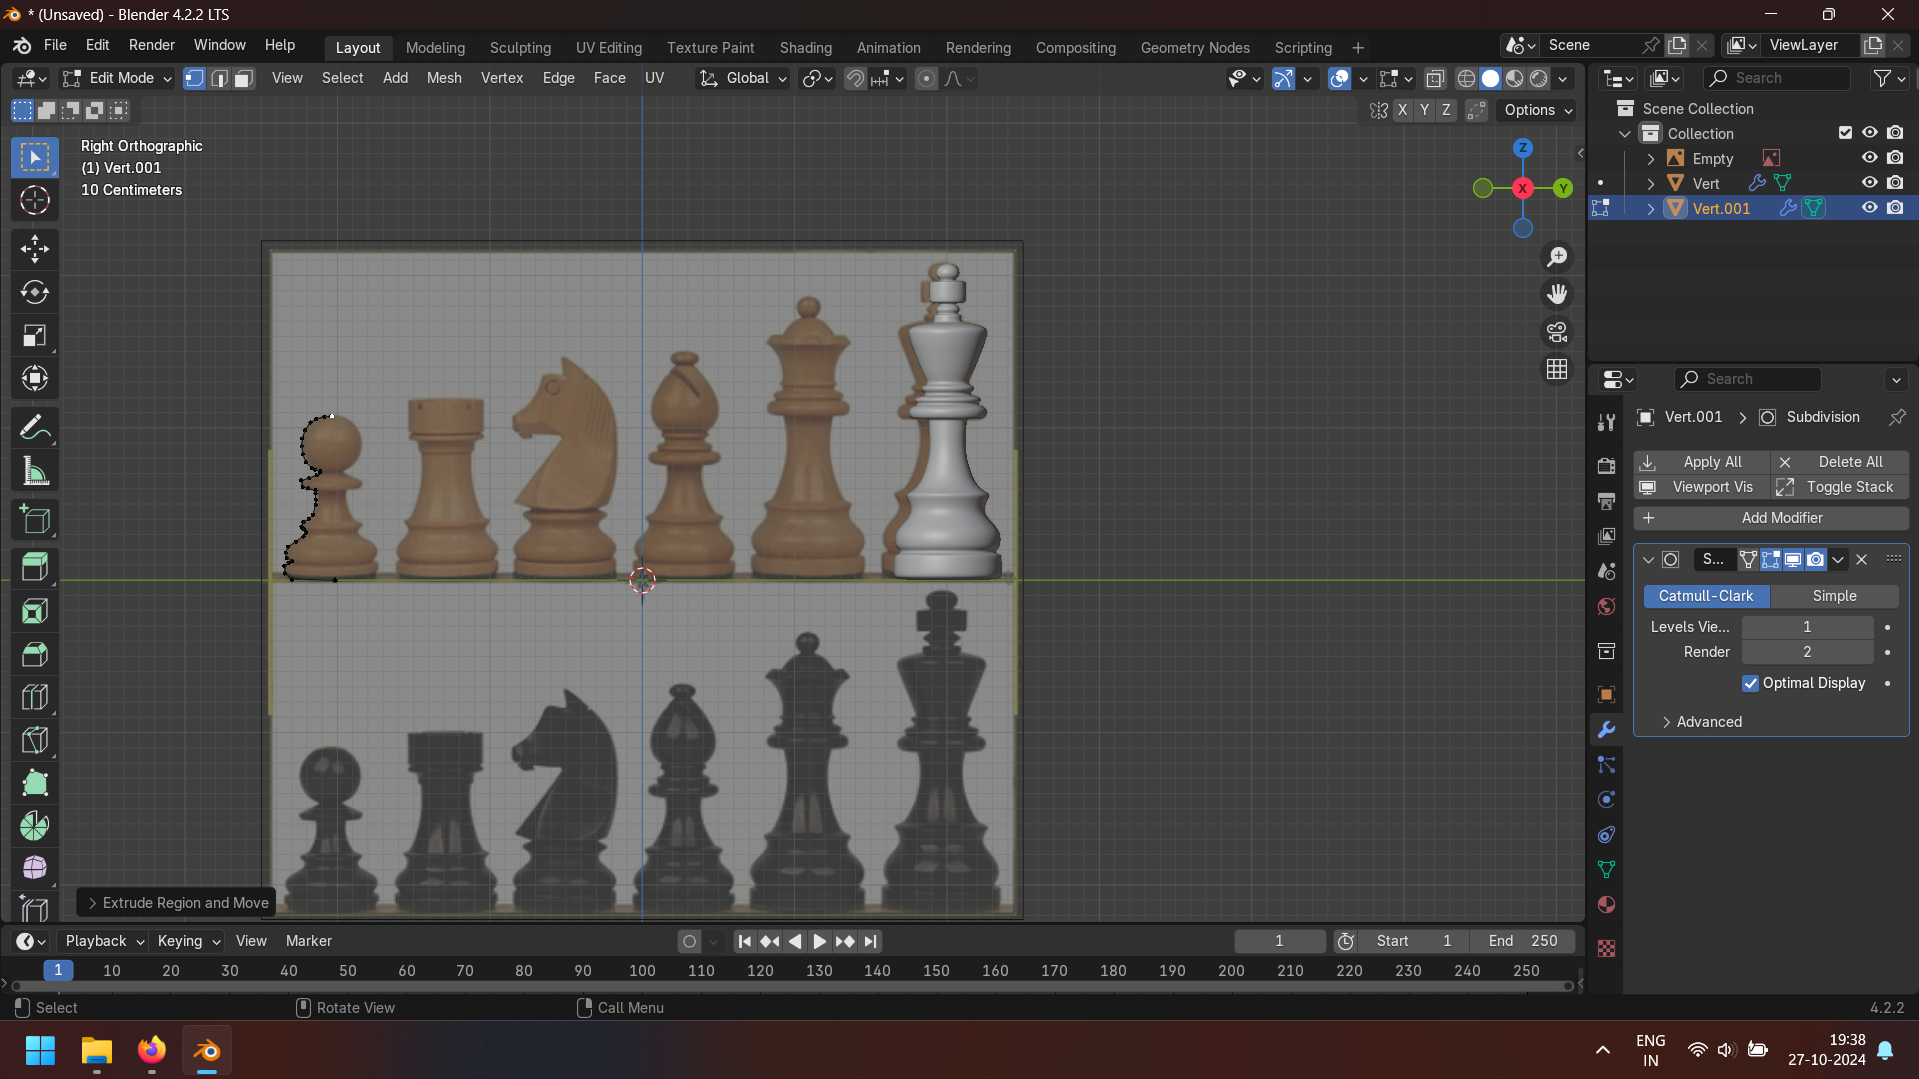 * (Unsaved) - Blender 4.2.2 LTS
File Edit Render Window Help Layout Modeling Sculpting UV Editing Texture Paint Shading Animation Rendering Compositing Geometry Nodes Scripting + Scene ViewLayer
Edit Mode View Select Add Mesh Vertex Edge Face UV Global Search
X Y Z Options
Scene Collection
Collection
Empty
Vert
Vert.001
Right Orthographic
(1) Vert.001
10 Centimeters
Z
X
Y
Search
Vert.001 > Subdivision
Apply All Delete All
Viewport Vis Toggle Stack
Add Modifier
S...
Catmull-Clark Simple
Levels Vie... 1
Render 2
Optimal Display
Advanced
Extrude Region and Move
Playback Keying View Marker 1 Start 1 End 250
1 10 20 30 40 50 60 70 80 90 100 110 120 130 140 150 160 170 180 190 200 210 220 230 240 250
Select Rotate View Call Menu 4.2.2
ENG
IN
19:38
27-10-2024